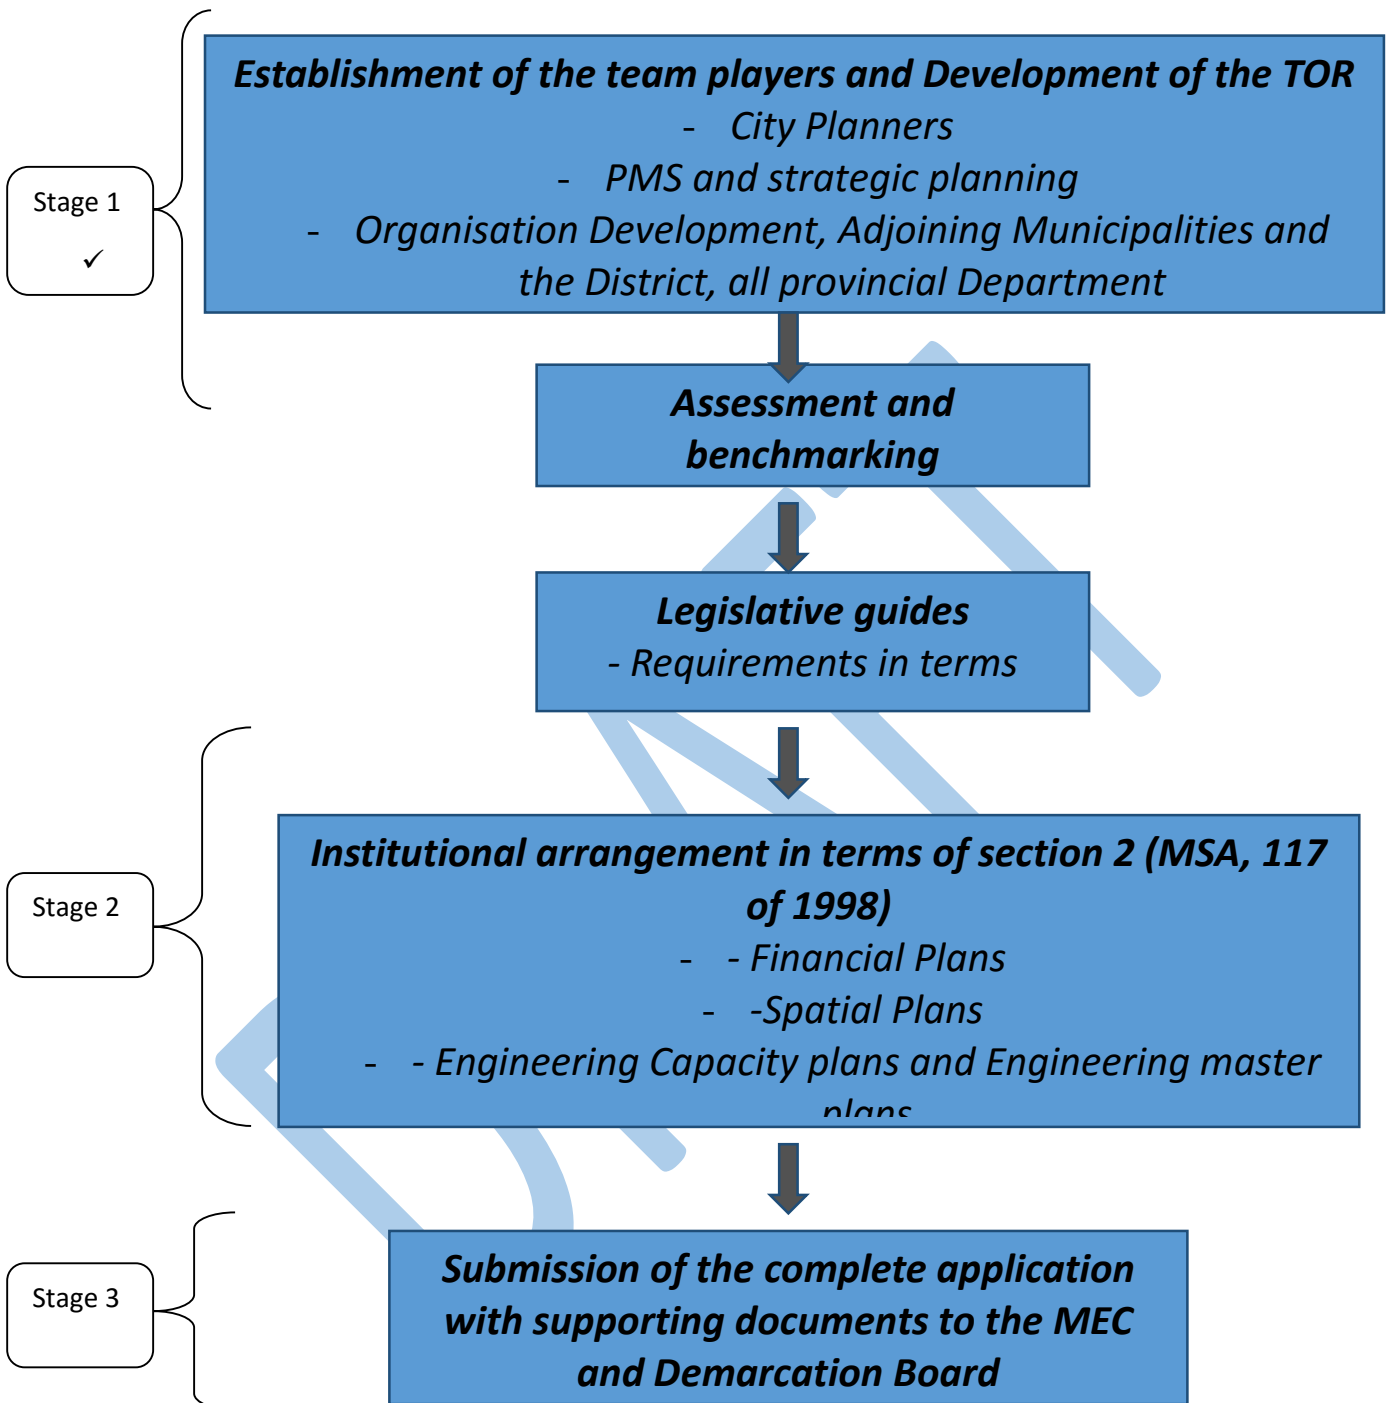 Establishment of the team players and Development of the TOR
- City Planners
- PMS and strategic planning
- Organisation Development, Adjoining Municipalities and
the District, all provincial Department
Stage 1
✓
Assessment and
benchmarking
Legislative guides
- Requirements in terms
Institutional arrangement in terms of section 2 (MSA, 117
of 1998)
- - Financial Plans
- -Spatial Plans
- - Engineering Capacity plans and Engineering master
plans
Stage 2
Submission of the complete application
with supporting documents to the MEC
and Demarcation Board
Stage 3